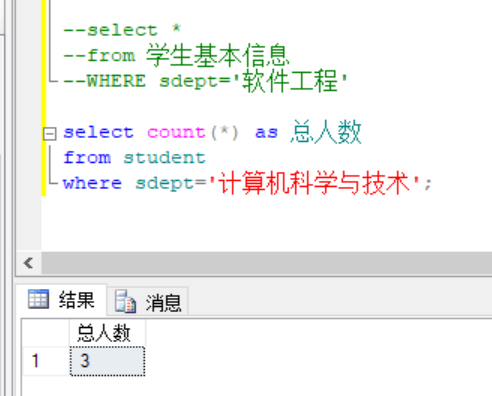 --select *
--from 学生基本信息
--WHERE sdept='软件工程'
select count(*) as 总人数
from student
where sdept='计算机科学与技术';
结果 消息
总人数
1 3